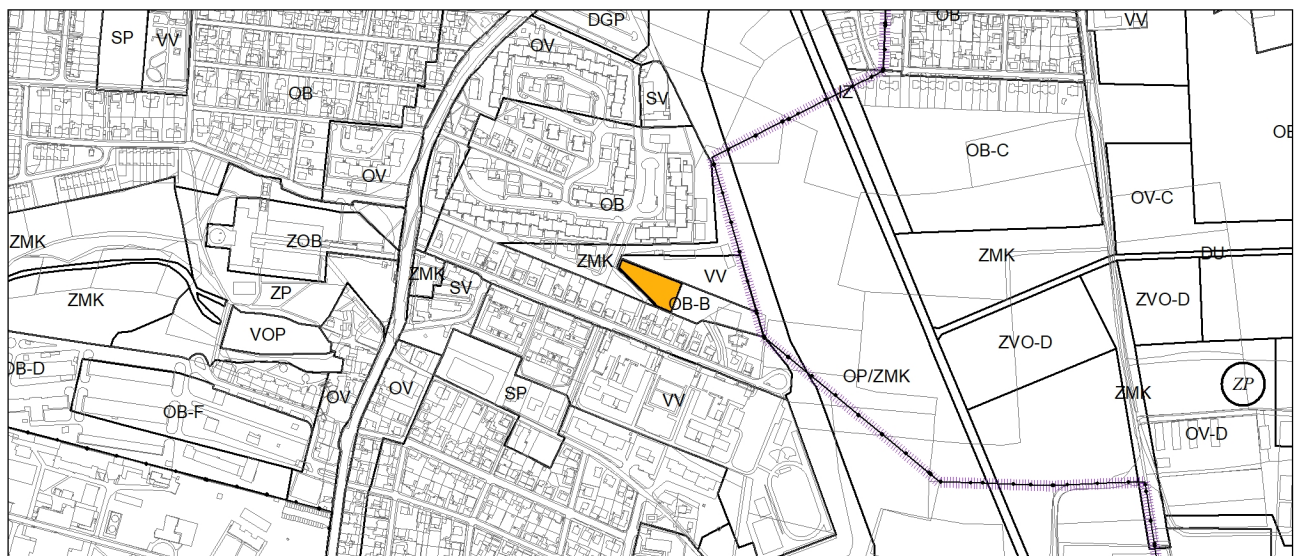 DGP
OB
VV
SP
VV
OV
OB
SV
IZ
OB-C
OV
OV-C
OB
ZMK
ZOB
ZMK
DU
ZMK
ZMK
VV
ZMK
SV
ZP
OB-B
ZVO-D
VOP
ZVO-D
OB-D
OV
OV
SP
OP/ZMK
ZP
ZMK
OB-F
VV
OV-D